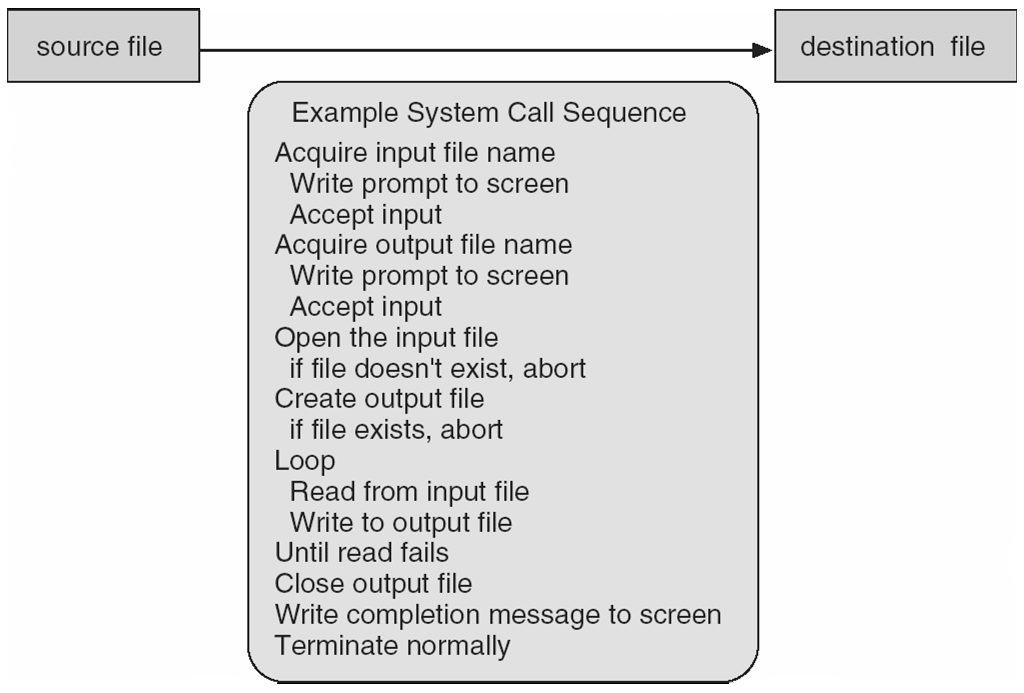 source file
destination file
Example System Call Sequence
Acquire input file name
Write prompt to screen
Accept input
Acquire output file name
Write prompt to screen
Accept input
Open the input file
if file doesn't exist, abort
Create output file
if file exists, abort
Loop
Read from input file
Write to output file
Until read fails
Close output file
Write completion message to screen
Terminate normally